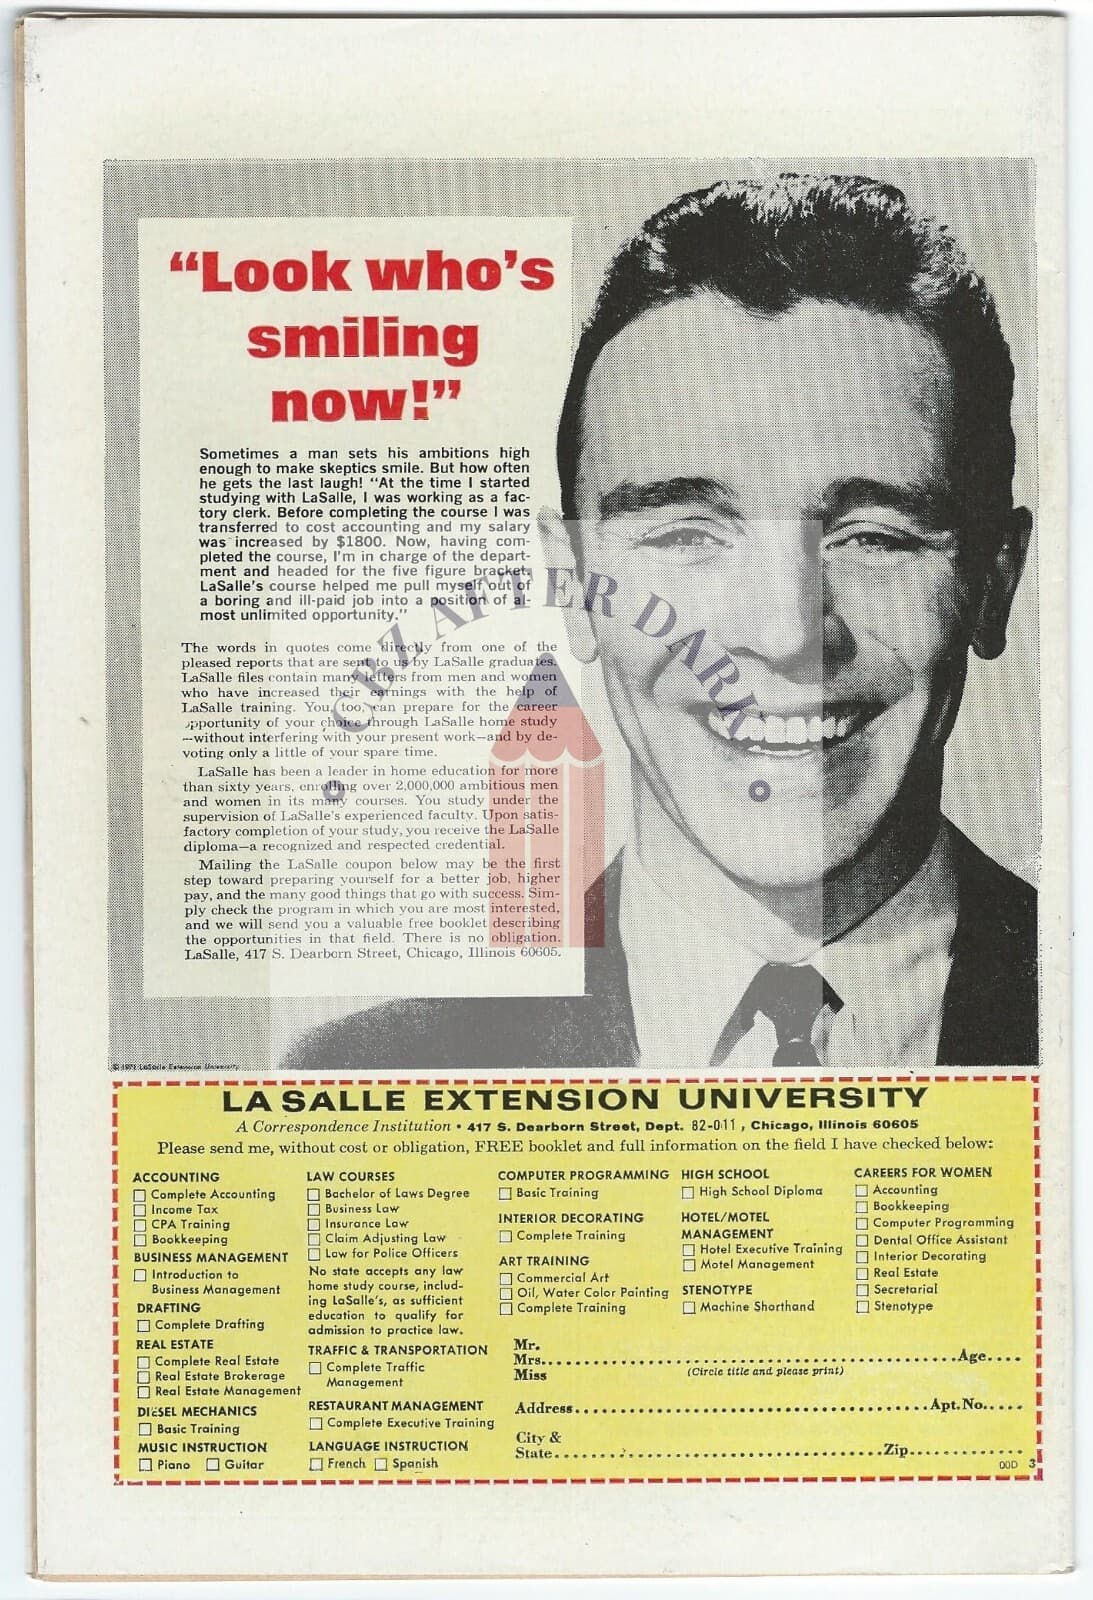 “Look who’s
smiling
now!”
Sometimes a man sets his ambitions high
enough to make skeptics smile. But how often
he gets the last laugh! “At the time I started
studying with LaSalle, I was working as a fac-
tory clerk. Before completing the course I was
transferred to cost accounting and my salary
was increased by $1800. Now, having com-
pleted the course, I’m in charge of the depart-
ment and headed for the five figure bracket.
LaSalle’s course helped me pull myself out of
a boring and ill-paid job into a position of al-
most unlimited opportunity.”
The words in quotes come directly from one of the
pleased reports that are sent to us by LaSalle graduates.
LaSalle files contain many letters from men and women
who have increased their earnings with the help of
LaSalle training. You, too, can prepare for the career
opportunity of your choice through LaSalle home study
—without interfering with your present work—and by de-
voting only a little of your spare time.
LaSalle has been a leader in home education for more
than sixty years, enrolling over 2,000,000 ambitious men
and women in its many courses. You study under the
supervision of LaSalle’s experienced faculty. Upon satis-
factory completion of your study, you receive the LaSalle
diploma—a recognized and respected credential.
Mailing the LaSalle coupon below may be the first
step toward preparing yourself for a better job, higher
pay, and the many good things that go with success. Sim-
ply check the program in which you are most interested,
and we will send you a valuable free booklet describing
the opportunities in that field. There is no obligation.
LaSalle, 417 S. Dearborn Street, Chicago, Illinois 60605.
CBZ AFTER DARK
© 1971 LaSalle Extension University
LA SALLE EXTENSION UNIVERSITY
A Correspondence Institution • 417 S. Dearborn Street, Dept. 82-011, Chicago, Illinois 60605
Please send me, without cost or obligation, FREE booklet and full information on the field I have checked below:
ACCOUNTING
Complete Accounting
Income Tax
CPA Training
Bookkeeping
BUSINESS MANAGEMENT
Introduction to
Business Management
DRAFTING
Complete Drafting
REAL ESTATE
Complete Real Estate
Real Estate Brokerage
Real Estate Management
DIESEL MECHANICS
Basic Training
MUSIC INSTRUCTION
Piano Guitar
LAW COURSES
Bachelor of Laws Degree
Business Law
Insurance Law
Claim Adjusting Law
Law for Police Officers
No state accepts any law
home study course, includ-
ing LaSalle’s, as sufficient
education to qualify for
admission to practice law.
TRAFFIC & TRANSPORTATION
Complete Traffic
Management
RESTAURANT MANAGEMENT
Complete Executive Training
LANGUAGE INSTRUCTION
French Spanish
COMPUTER PROGRAMMING
Basic Training
INTERIOR DECORATING
Complete Training
ART TRAINING
Commercial Art
Oil, Water Color Painting
Complete Training
HIGH SCHOOL
High School Diploma
HOTEL/MOTEL
MANAGEMENT
Hotel Executive Training
Motel Management
STENOTYPE
Machine Shorthand
CAREERS FOR WOMEN
Accounting
Bookkeeping
Computer Programming
Dental Office Assistant
Interior Decorating
Real Estate
Secretarial
Stenotype
Mr.
Mrs. Age
Miss (Circle title and please print)
Address Apt. No.
City &
State Zip
00D 3